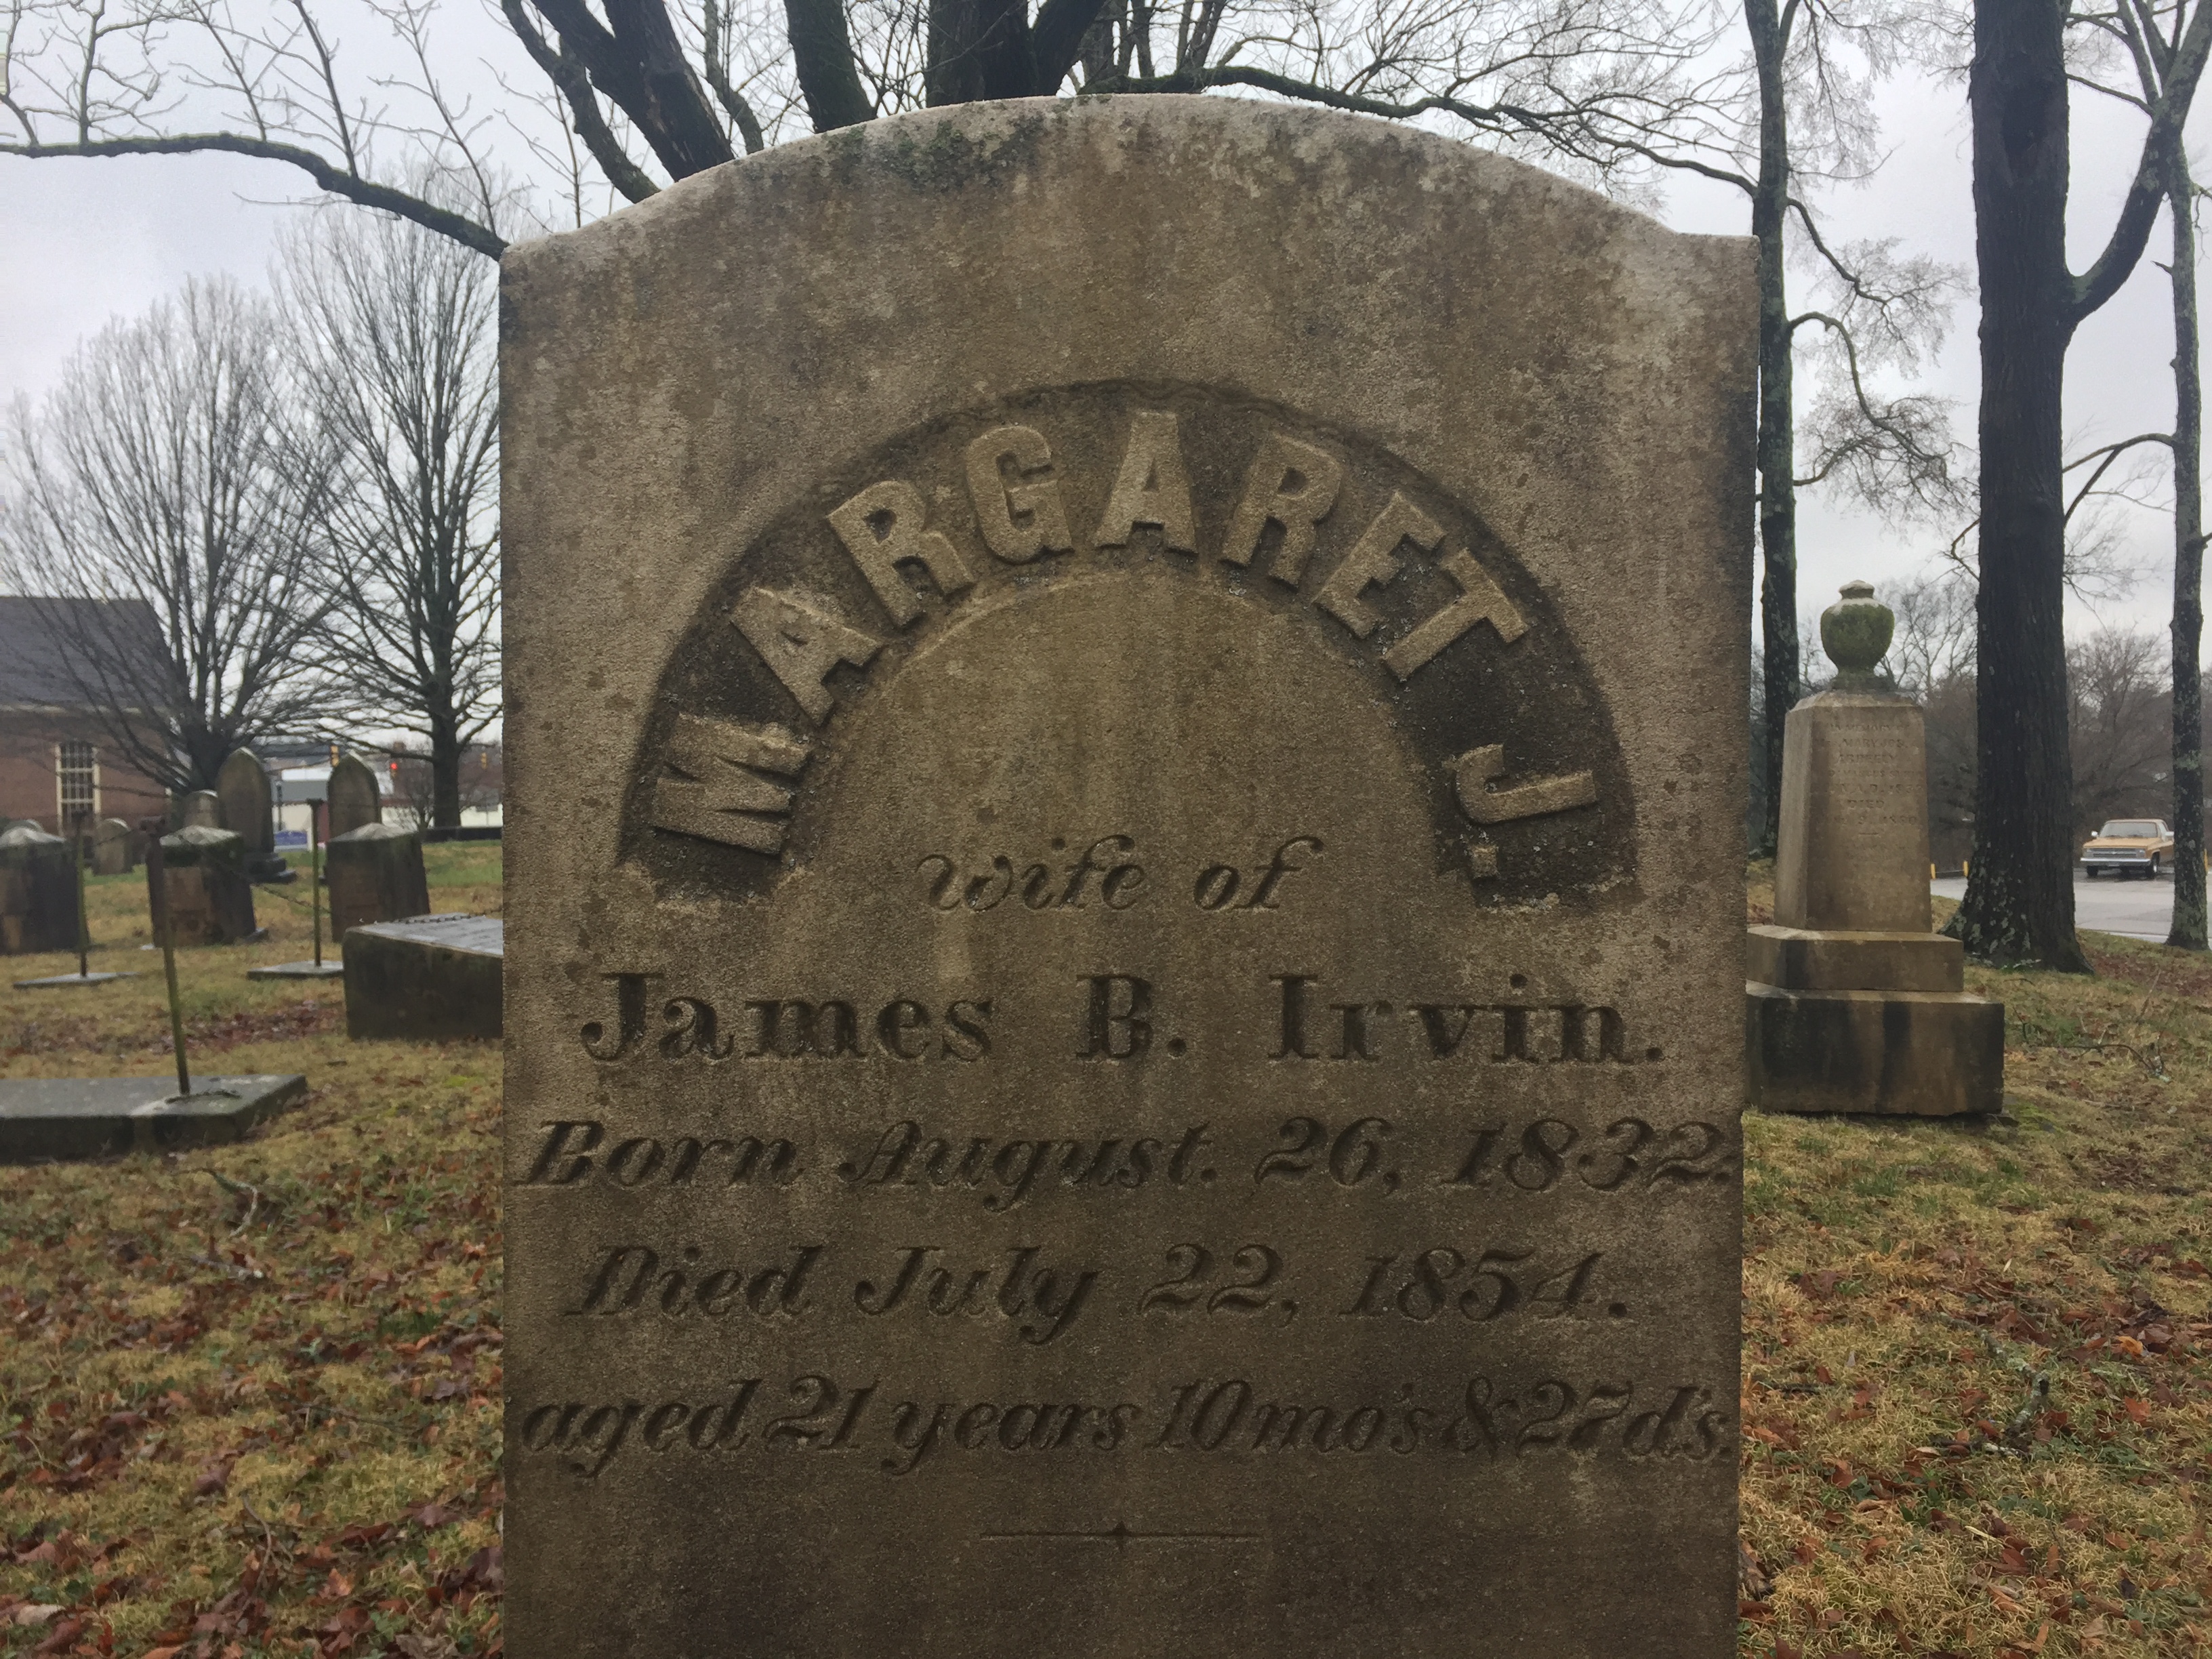 MARGARET J.
wife of
James B. Irvin.
Born August. 26, 1832.
Died July 22, 1854.
aged 21 years 10 mo's & 27 d's.